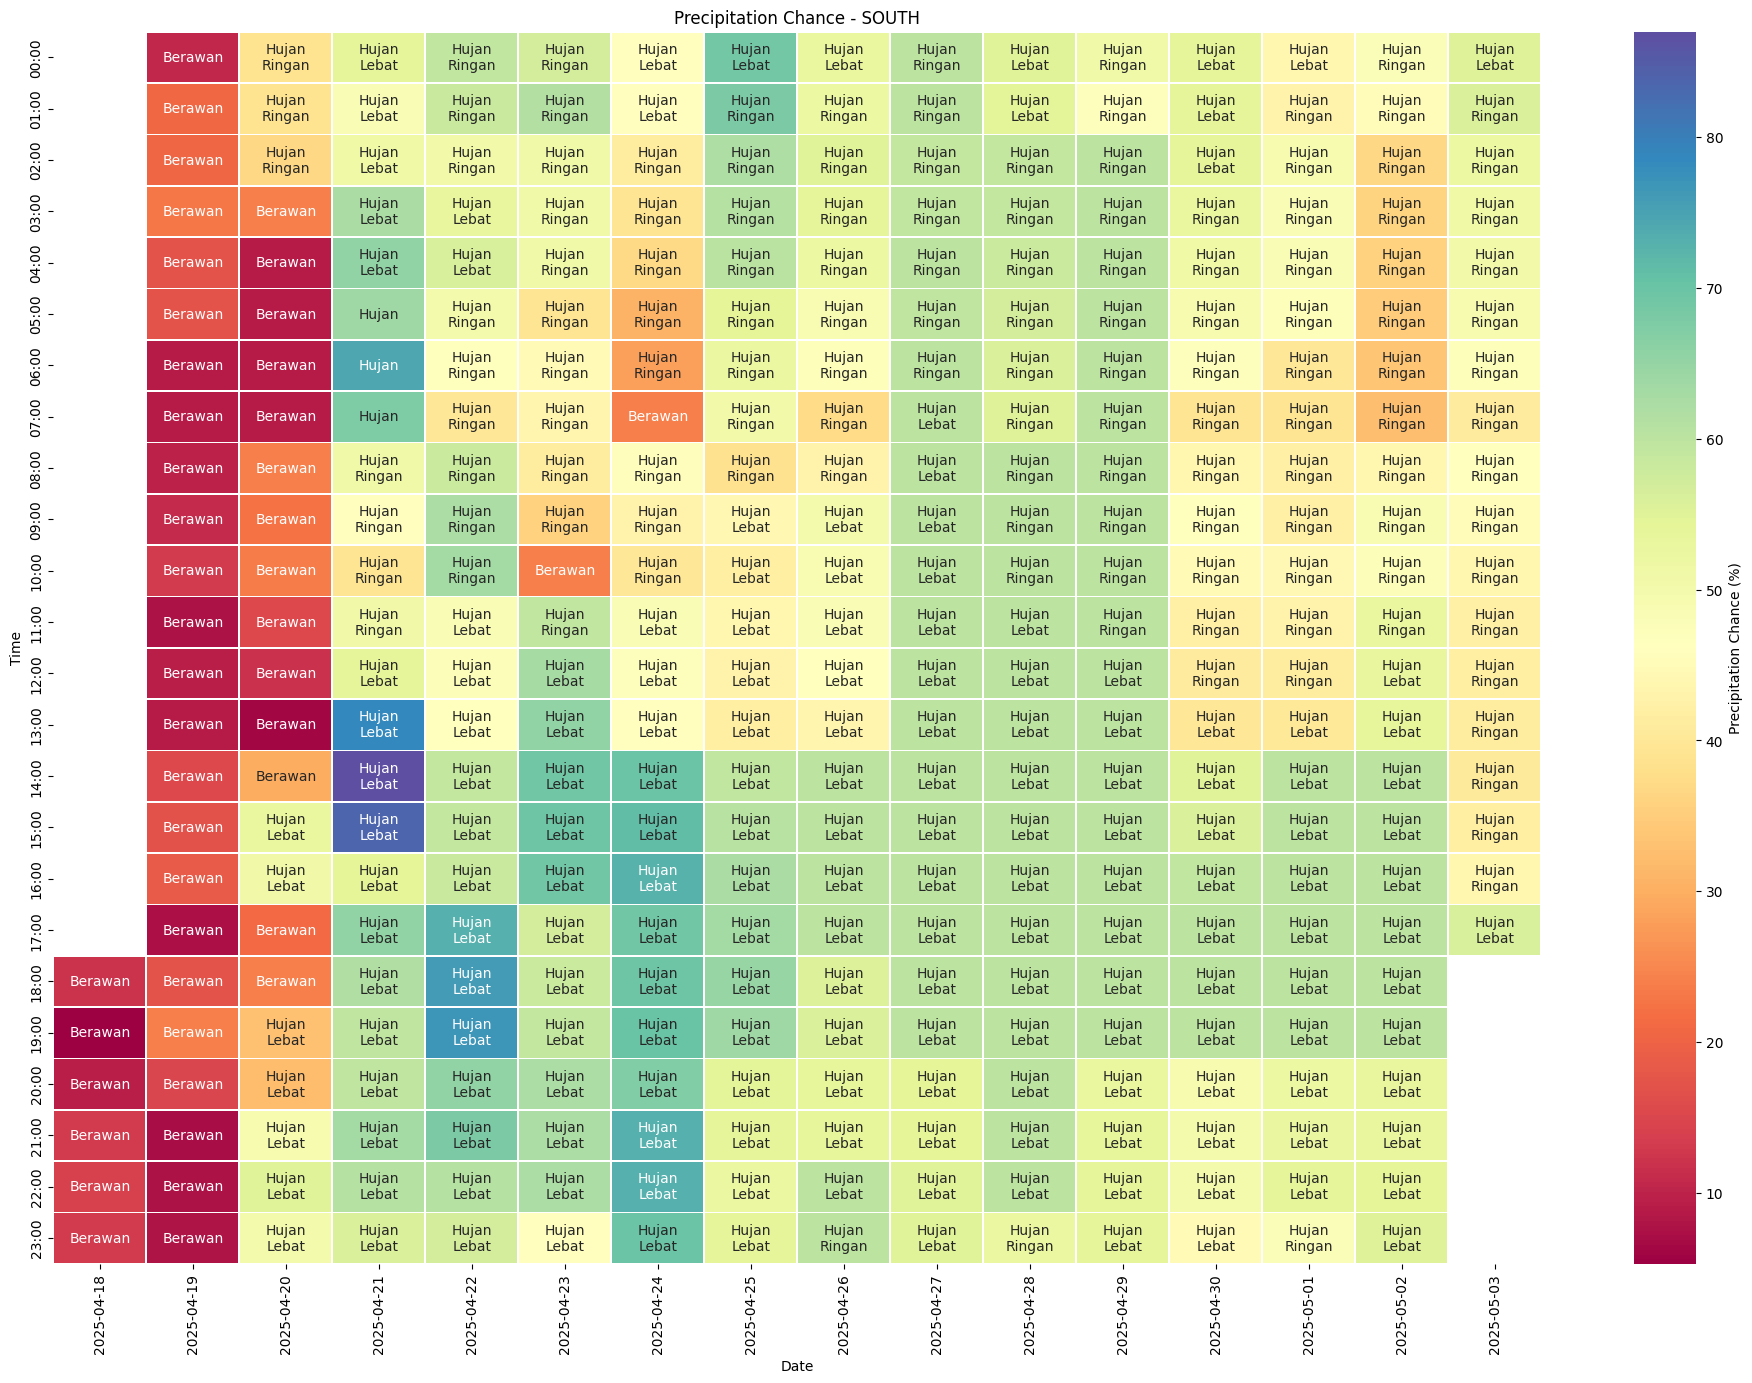 Precipitation Chance - SOUTH
00:00 Berawan Hujan Ringan Hujan Lebat Hujan Ringan Hujan Ringan Hujan Lebat Hujan Lebat Hujan Lebat Hujan Ringan Hujan Lebat Hujan Ringan Hujan Lebat Hujan Lebat Hujan Ringan Hujan Lebat
01:00 Berawan Hujan Ringan Hujan Lebat Hujan Ringan Hujan Ringan Hujan Lebat Hujan Ringan Hujan Ringan Hujan Ringan Hujan Lebat Hujan Ringan Hujan Lebat Hujan Ringan Hujan Ringan Hujan Ringan
02:00 Berawan Hujan Ringan Hujan Lebat Hujan Ringan Hujan Ringan Hujan Ringan Hujan Ringan Hujan Ringan Hujan Ringan Hujan Ringan Hujan Ringan Hujan Lebat Hujan Ringan Hujan Ringan Hujan Ringan
03:00 Berawan Berawan Hujan Lebat Hujan Lebat Hujan Ringan Hujan Ringan Hujan Ringan Hujan Ringan Hujan Ringan Hujan Ringan Hujan Ringan Hujan Ringan Hujan Ringan Hujan Ringan Hujan Ringan
04:00 Berawan Berawan Hujan Lebat Hujan Lebat Hujan Ringan Hujan Ringan Hujan Ringan Hujan Ringan Hujan Ringan Hujan Ringan Hujan Ringan Hujan Ringan Hujan Ringan Hujan Ringan Hujan Ringan
05:00 Berawan Berawan Hujan Hujan Ringan Hujan Ringan Hujan Ringan Hujan Ringan Hujan Ringan Hujan Ringan Hujan Ringan Hujan Ringan Hujan Ringan Hujan Ringan Hujan Ringan Hujan Ringan
06:00 Berawan Berawan Hujan Hujan Ringan Hujan Ringan Hujan Ringan Hujan Ringan Hujan Ringan Hujan Ringan Hujan Ringan Hujan Ringan Hujan Ringan Hujan Ringan Hujan Ringan Hujan Ringan
07:00 Berawan Berawan Hujan Hujan Ringan Hujan Ringan Berawan Hujan Ringan Hujan Ringan Hujan Lebat Hujan Ringan Hujan Ringan Hujan Ringan Hujan Ringan Hujan Ringan Hujan Ringan
08:00 Berawan Berawan Hujan Ringan Hujan Ringan Hujan Ringan Hujan Ringan Hujan Ringan Hujan Ringan Hujan Lebat Hujan Ringan Hujan Ringan Hujan Ringan Hujan Ringan Hujan Ringan Hujan Ringan
09:00 Berawan Berawan Hujan Ringan Hujan Ringan Hujan Ringan Hujan Ringan Hujan Lebat Hujan Lebat Hujan Lebat Hujan Ringan Hujan Ringan Hujan Ringan Hujan Ringan Hujan Ringan Hujan Ringan
10:00 Berawan Berawan Hujan Ringan Hujan Ringan Berawan Hujan Ringan Hujan Lebat Hujan Lebat Hujan Lebat Hujan Ringan Hujan Ringan Hujan Ringan Hujan Ringan Hujan Ringan Hujan Ringan
11:00 Berawan Berawan Hujan Ringan Hujan Lebat Hujan Ringan Hujan Lebat Hujan Lebat Hujan Lebat Hujan Lebat Hujan Lebat Hujan Ringan Hujan Ringan Hujan Ringan Hujan Ringan Hujan Ringan
12:00 Berawan Berawan Hujan Lebat Hujan Lebat Hujan Lebat Hujan Lebat Hujan Lebat Hujan Lebat Hujan Lebat Hujan Lebat Hujan Lebat Hujan Ringan Hujan Ringan Hujan Lebat Hujan Ringan
13:00 Berawan Berawan Hujan Lebat Hujan Lebat Hujan Lebat Hujan Lebat Hujan Lebat Hujan Lebat Hujan Lebat Hujan Lebat Hujan Lebat Hujan Lebat Hujan Lebat Hujan Lebat Hujan Ringan
14:00 Berawan Berawan Hujan Lebat Hujan Lebat Hujan Lebat Hujan Lebat Hujan Lebat Hujan Lebat Hujan Lebat Hujan Lebat Hujan Lebat Hujan Lebat Hujan Lebat Hujan Lebat Hujan Ringan
15:00 Berawan Hujan Lebat Hujan Lebat Hujan Lebat Hujan Lebat Hujan Lebat Hujan Lebat Hujan Lebat Hujan Lebat Hujan Lebat Hujan Lebat Hujan Lebat Hujan Lebat Hujan Lebat Hujan Ringan
16:00 Berawan Hujan Lebat Hujan Lebat Hujan Lebat Hujan Lebat Hujan Lebat Hujan Lebat Hujan Lebat Hujan Lebat Hujan Lebat Hujan Lebat Hujan Lebat Hujan Lebat Hujan Lebat Hujan Ringan
17:00 Berawan Berawan Hujan Lebat Hujan Lebat Hujan Lebat Hujan Lebat Hujan Lebat Hujan Lebat Hujan Lebat Hujan Lebat Hujan Lebat Hujan Lebat Hujan Lebat Hujan Lebat Hujan Lebat
18:00 Berawan Berawan Berawan Hujan Lebat Hujan Lebat Hujan Lebat Hujan Lebat Hujan Lebat Hujan Lebat Hujan Lebat Hujan Lebat Hujan Lebat Hujan Lebat Hujan Lebat Hujan Lebat
19:00 Berawan Berawan Hujan Lebat Hujan Lebat Hujan Lebat Hujan Lebat Hujan Lebat Hujan Lebat Hujan Lebat Hujan Lebat Hujan Lebat Hujan Lebat Hujan Lebat Hujan Lebat Hujan Lebat
20:00 Berawan Berawan Hujan Lebat Hujan Lebat Hujan Lebat Hujan Lebat Hujan Lebat Hujan Lebat Hujan Lebat Hujan Lebat Hujan Lebat Hujan Lebat Hujan Lebat Hujan Lebat Hujan Lebat
21:00 Berawan Berawan Hujan Lebat Hujan Lebat Hujan Lebat Hujan Lebat Hujan Lebat Hujan Lebat Hujan Lebat Hujan Lebat Hujan Lebat Hujan Lebat Hujan Lebat Hujan Lebat Hujan Lebat
22:00 Berawan Berawan Hujan Lebat Hujan Lebat Hujan Lebat Hujan Lebat Hujan Lebat Hujan Lebat Hujan Lebat Hujan Lebat Hujan Lebat Hujan Lebat Hujan Lebat Hujan Lebat Hujan Lebat
23:00 Berawan Berawan Hujan Lebat Hujan Lebat Hujan Lebat Hujan Lebat Hujan Lebat Hujan Lebat Hujan Ringan Hujan Lebat Hujan Ringan Hujan Lebat Hujan Lebat Hujan Ringan Hujan Lebat
Time
2025-04-18 2025-04-19 2025-04-20 2025-04-21 2025-04-22 2025-04-23 2025-04-24 2025-04-25 2025-04-26 2025-04-27 2025-04-28 2025-04-29 2025-04-30 2025-05-01 2025-05-02 2025-05-03
Date
80
70
60
50
40
30
20
10
Precipitation Chance (%)